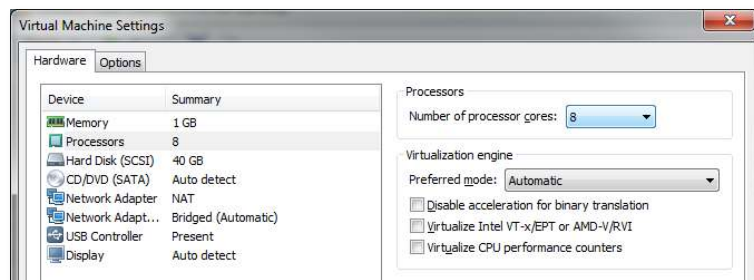 Virtual Machine Settings
Hardware Options
Device Summary
Memory 1 GB
Processors 8
Hard Disk (SCSI) 40 GB
CD/DVD (SATA) Auto detect
Network Adapter NAT
Network Adapt... Bridged (Automatic)
USB Controller Present
Display Auto detect
Processors
Number of processor cores: 8
Virtualization engine
Preferred mode: Automatic
Disable acceleration for binary translation
Virtualize Intel VT-x/EPT or AMD-V/RVI
Virtualize CPU performance counters